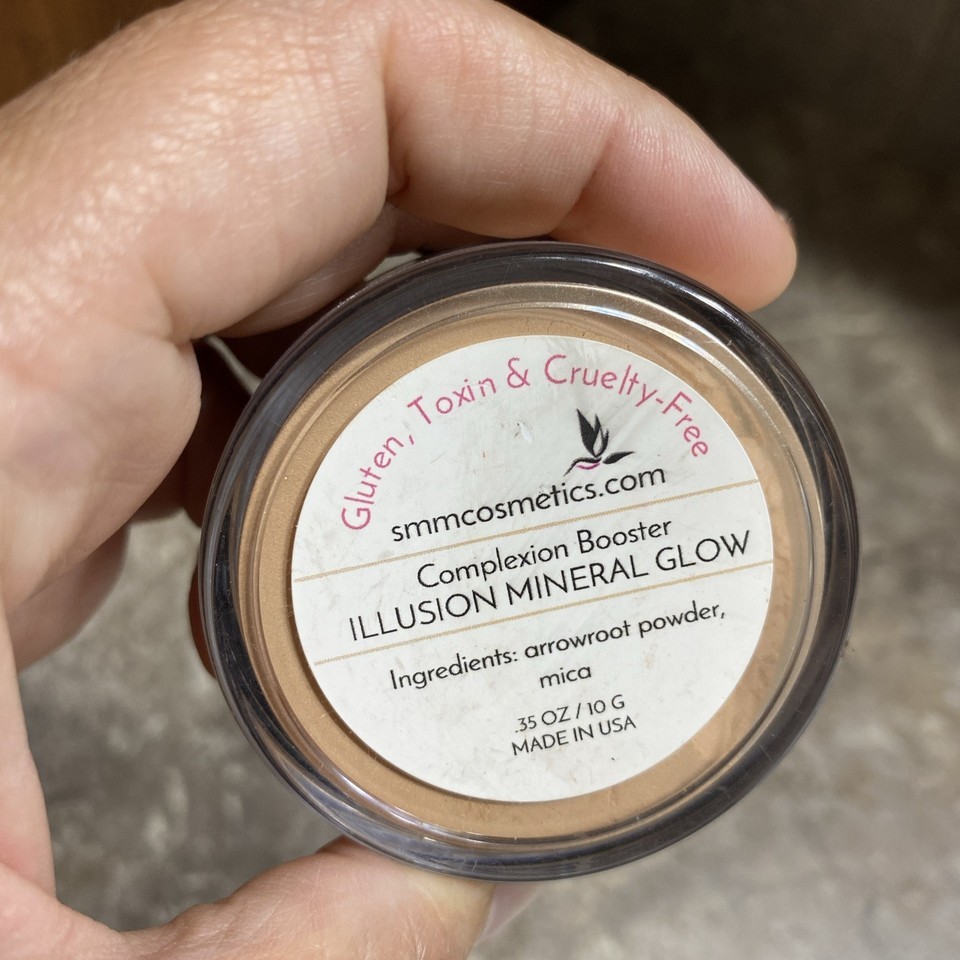 Gluten, Toxin & Cruelty-Free
smmcosmetics.com
Complexion Booster
ILLUSION MINERAL GLOW
Ingredients: arrowroot powder,
mica
.35 OZ / 10 G
MADE IN USA